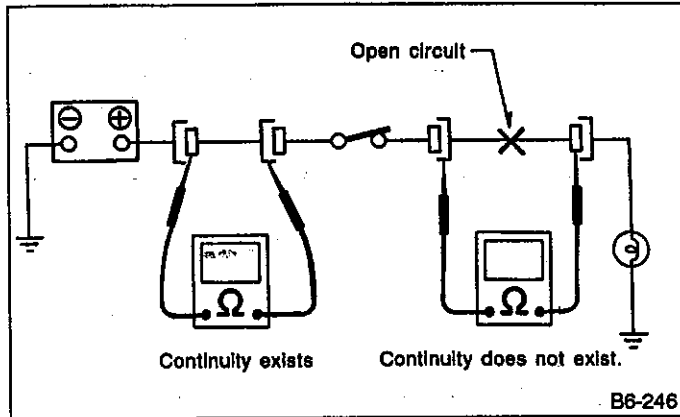 Open circuit
⊖ ⊕
Ω Ω
Continuity exists Continuity does not exist.
B6-246